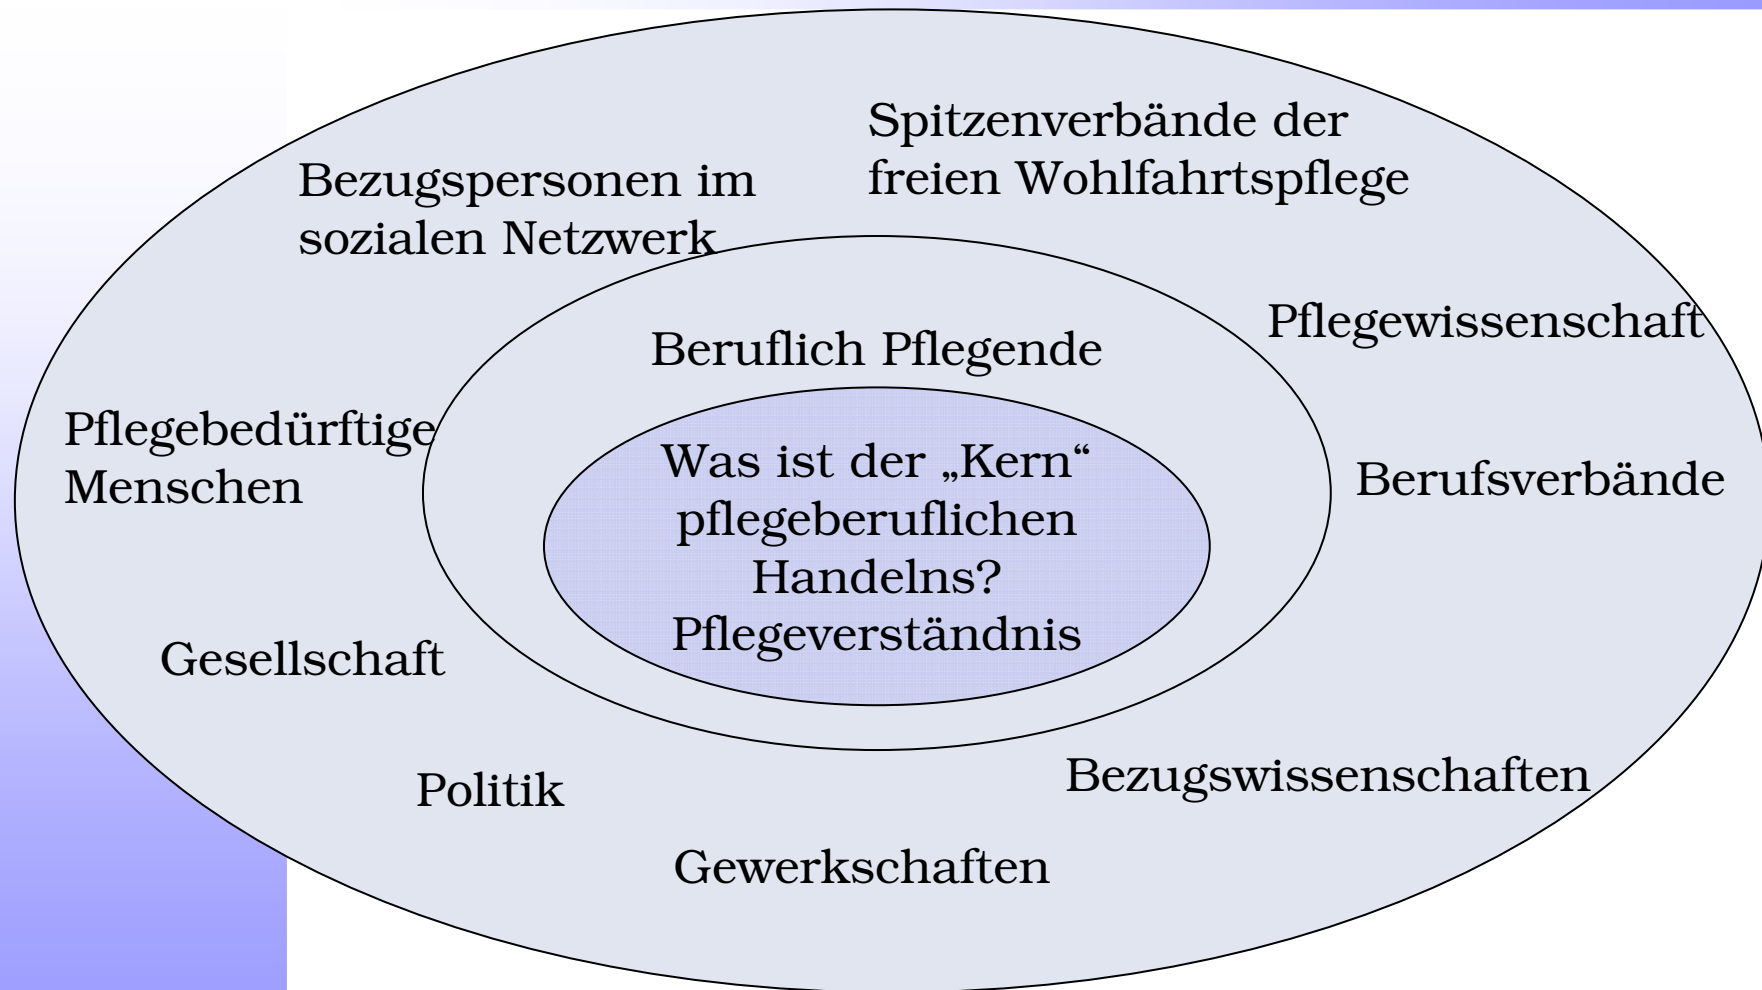 Spitzenverbände der
freien Wohlfahrtspflege
Bezugspersonen im
sozialen Netzwerk
Pflegewissenschaft
Beruflich Pflegende
Pflegebedürftige
Menschen
Was ist der „Kern“
pflegeberuflichen
Handelns?
Pflegeverständnis
Berufsverbände
Gesellschaft
Politik
Bezugswissenschaften
Gewerkschaften